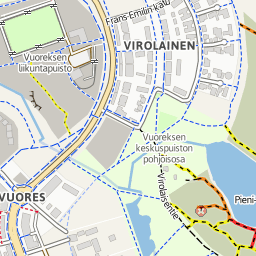 Frans-Emilin-katu
VIROLAINEN
Vuoreksen
liikuntapuisto
Vuoreksen
keskuspuiston
pohjoisosa
Virolaisentie
VUORES
Pieni-